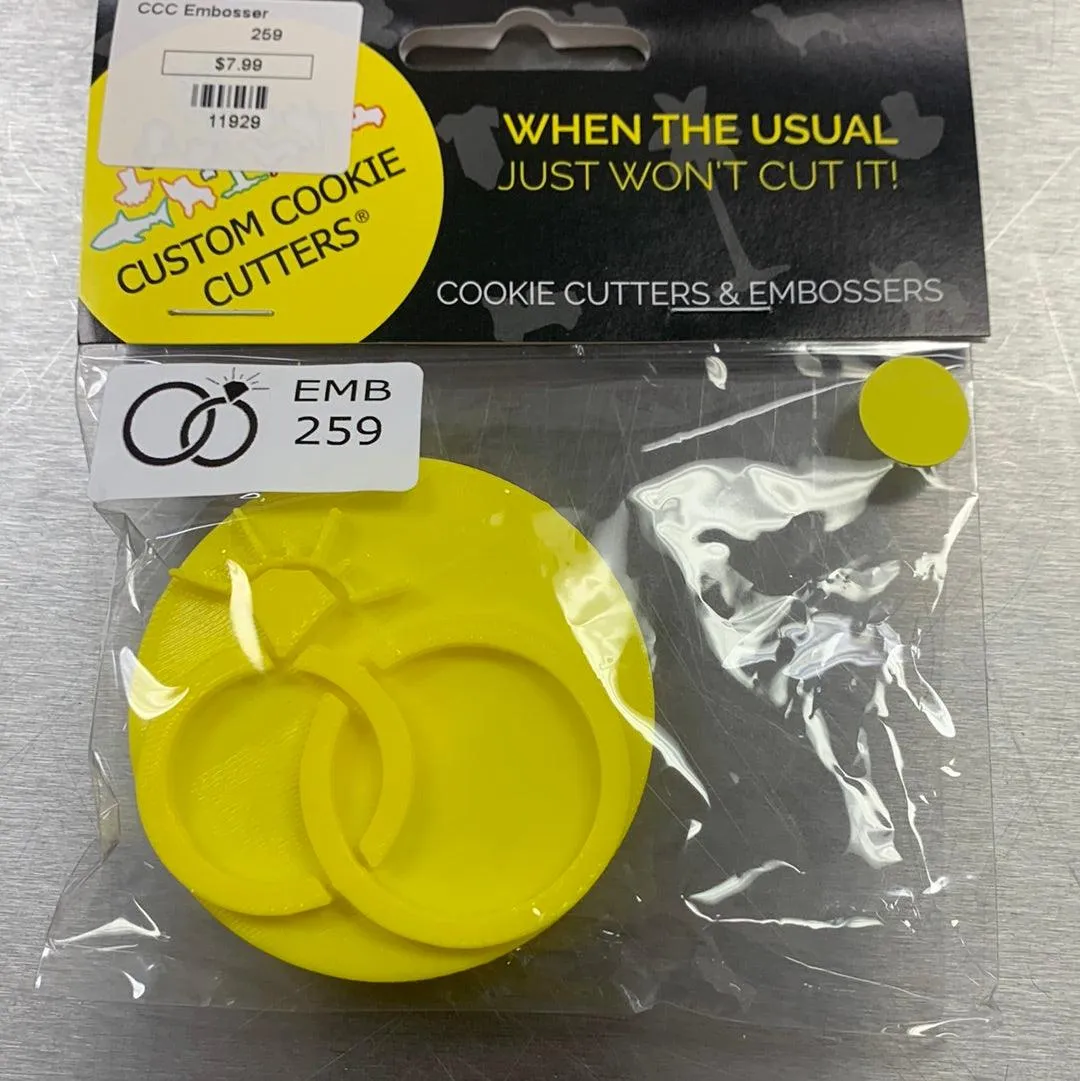 CCC Embosser
259
$7.99
11929
CUSTOM COOKIE
CUTTERS®
WHEN THE USUAL
JUST WON'T CUT IT!
COOKIE CUTTERS & EMBOSSERS
EMB
259